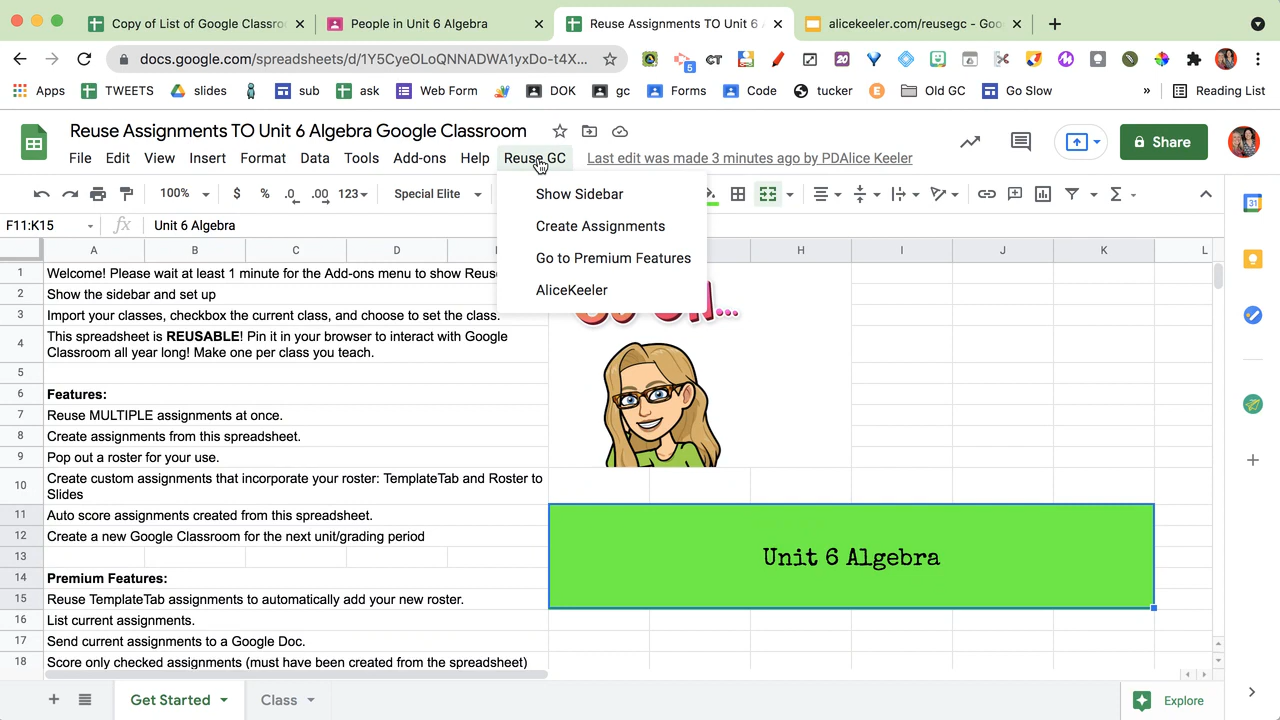 Copy of List of Google Classroo
People in Unit 6 Algebra
Reuse Assignments TO Unit 6
alicekeeler.com/reusegc - Goo
docs.google.com/spreadsheets/d/1Y5CyeOLoQNNADWA1yxDo-t4X...
5
CT
20
Apps
TWEETS
slides
sub
ask
Web Form
DOK
gc
Forms
Code
tucker
Old GC
Go Slow
»
Reading List
Reuse Assignments TO Unit 6 Algebra Google Classroom
Share
File Edit View Insert Format Data Tools Add-ons Help Reuse GC Last edit was made 3 minutes ago by PDAlice Keeler
100% $ % .0 .00 123 Special Elite
Show Sidebar
Create Assignments
Go to Premium Features
AliceKeeler
F11:K15 fx Unit 6 Algebra
A B C D H I J K L
1 Welcome! Please wait at least 1 minute for the Add-ons menu to show Reus
2 Show the sidebar and set up
3 Import your classes, checkbox the current class, and choose to set the class.
4 This spreadsheet is REUSABLE! Pin it in your browser to interact with Google
Classroom all year long! Make one per class you teach.
5
6 Features:
7 Reuse MULTIPLE assignments at once.
8 Create assignments from this spreadsheet.
9 Pop out a roster for your use.
10 Create custom assignments that incorporate your roster: TemplateTab and Roster to
Slides
11 Auto score assignments created from this spreadsheet.
12 Create a new Google Classroom for the next unit/grading period
13
14 Premium Features:
15 Reuse TemplateTab assignments to automatically add your new roster.
16 List current assignments.
17 Send current assignments to a Google Doc.
18 Score only checked assignments (must have been created from the spreadsheet)
Unit 6 Algebra
Get Started
Class
Explore